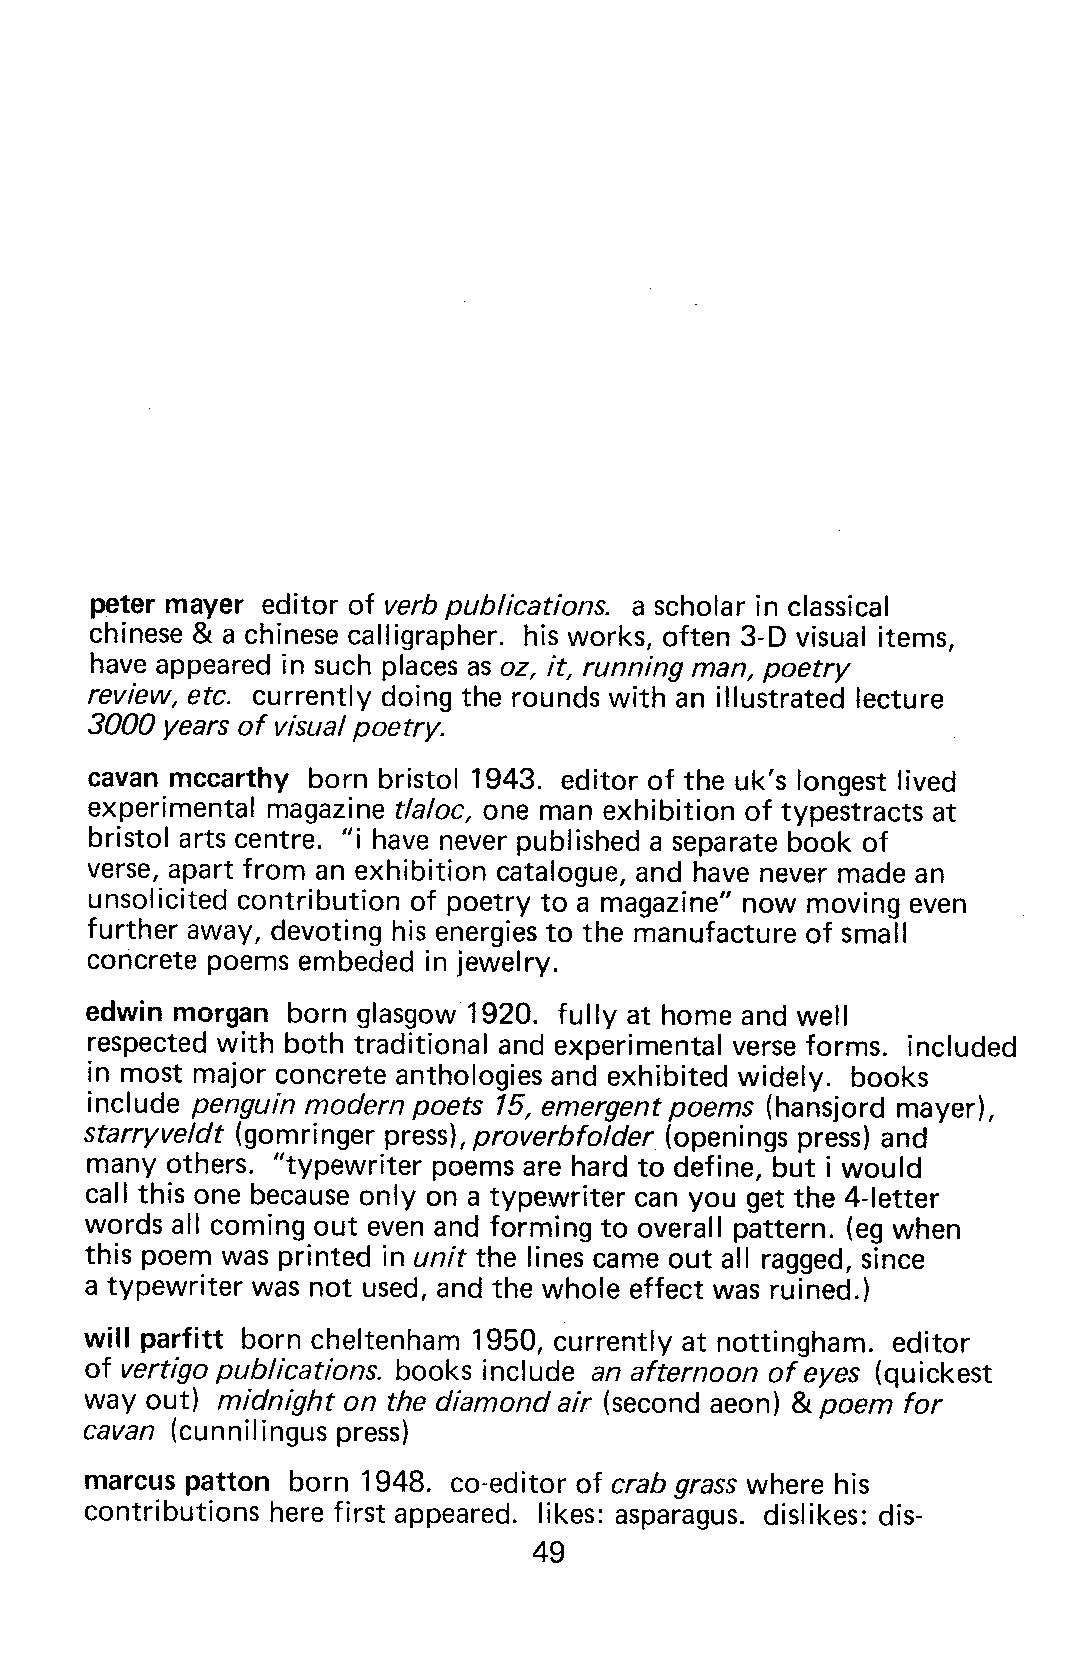 peter mayer editor of verb publications. a scholar in classical
chinese & a chinese calligrapher. his works, often 3-D visual items,
have appeared in such places as oz, it, running man, poetry
review, etc. currently doing the rounds with an illustrated lecture
3000 years of visual poetry.
cavan mccarthy born bristol 1943. editor of the uk's longest lived
experimental magazine tlaloc, one man exhibition of typestracts at
bristol arts centre. "i have never published a separate book of
verse, apart from an exhibition catalogue, and have never made an
unsolicited contribution of poetry to a magazine" now moving even
further away, devoting his energies to the manufacture of small
concrete poems embeded in jewelry.
edwin morgan born glasgow 1920. fully at home and well
respected with both traditional and experimental verse forms. included
in most major concrete anthologies and exhibited widely. books
include penguin modern poets 15, emergent poems (hansjord mayer),
starryveldt (gomringer press), proverbfolder (openings press) and
many others. "typewriter poems are hard to define, but i would
call this one because only on a typewriter can you get the 4-letter
words all coming out even and forming to overall pattern. (eg when
this poem was printed in unit the lines came out all ragged, since
a typewriter was not used, and the whole effect was ruined.)
will parfitt born cheltenham 1950, currently at nottingham. editor
of vertigo publications. books include an afternoon of eyes (quickest
way out) midnight on the diamond air (second aeon) & poem for
cavan (cunnilingus press)
marcus patton born 1948. co-editor of crab grass where his
contributions here first appeared. likes: asparagus. dislikes: dis-
49